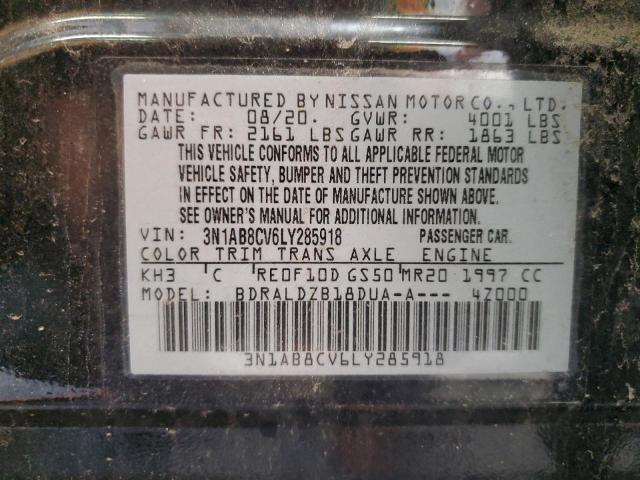 MANUFACTURED BY NISSAN MOTOR CO., LTD.
DATE: 08/20. GVWR: 4001 LBS
GAWR FR: 2161 LBS GAWR RR: 1863 LBS
THIS VEHICLE CONFORMS TO ALL APPLICABLE FEDERAL MOTOR
VEHICLE SAFETY, BUMPER AND THEFT PREVENTION STANDARDS
IN EFFECT ON THE DATE OF MANUFACTURE SHOWN ABOVE.
SEE OWNER'S MANUAL FOR ADDITIONAL INFORMATION.
VIN: 3N1AB8CV6LY285918 PASSENGER CAR.
COLOR TRIM TRANS AXLE ENGINE
KH3 C RE0F10D GS50 MR20 1997 CC
MODEL: BDRALDZB18DUA-A--- 4Z000
3N1AB8CV6LY285918